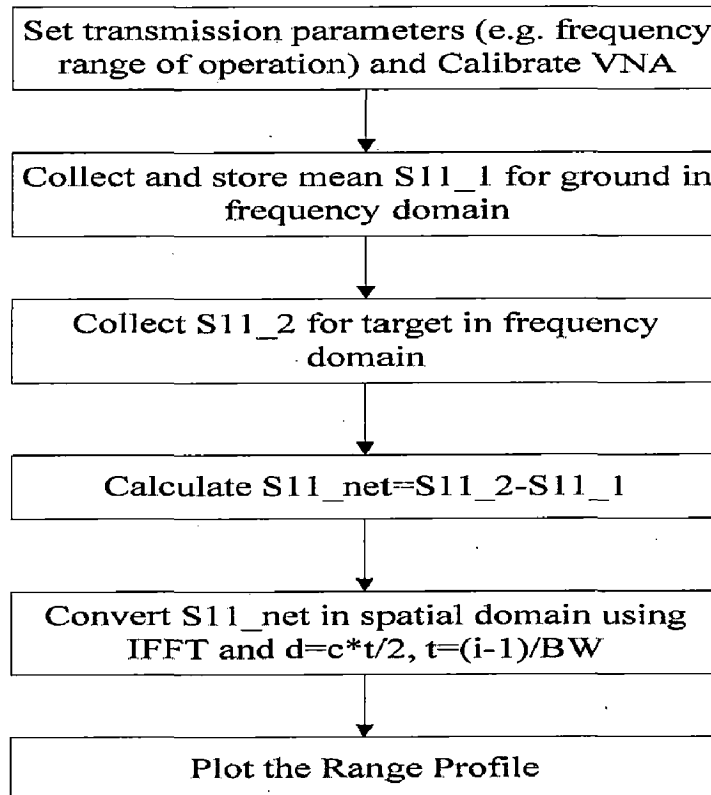 Set transmission parameters (e.g. frequency
range of operation) and Calibrate VNA
Collect and store mean S11_1 for ground in
frequency domain
Collect S11_2 for target in frequency
domain
Calculate S11_net=S11_2-S11_1
Convert S11_net in spatial domain using
IFFT and d=c*t/2, t=(i-1)/BW
Plot the Range Profile